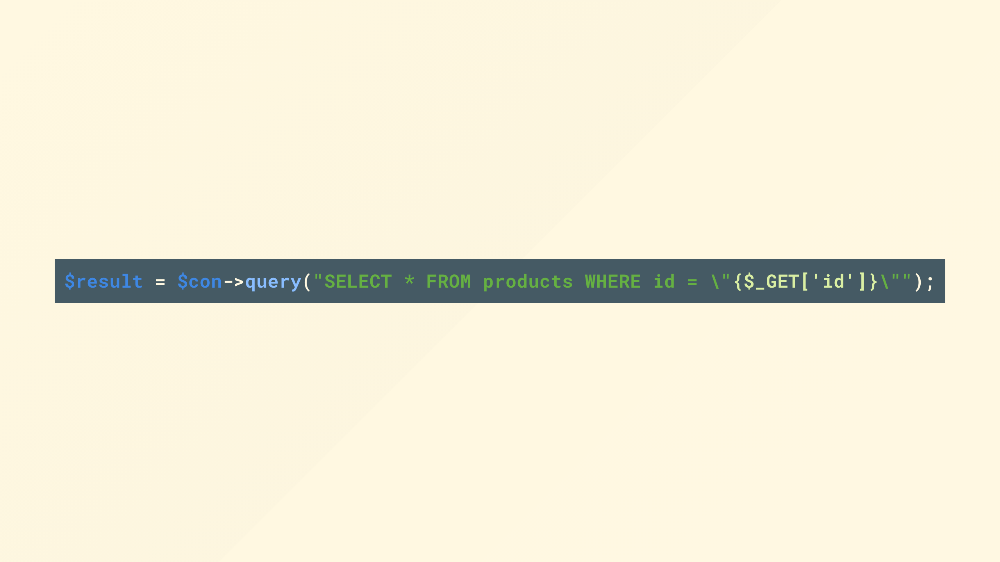 $result = $con->query("SELECT * FROM products WHERE id = \"{$_GET['id']}\"");